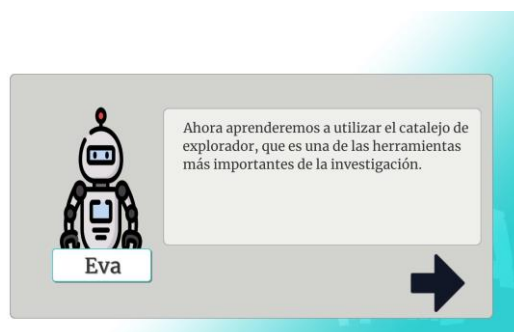 Ahora aprenderemos a utilizar el catalejo de
explorador, que es una de las herramientas
más importantes de la investigación.
Eva